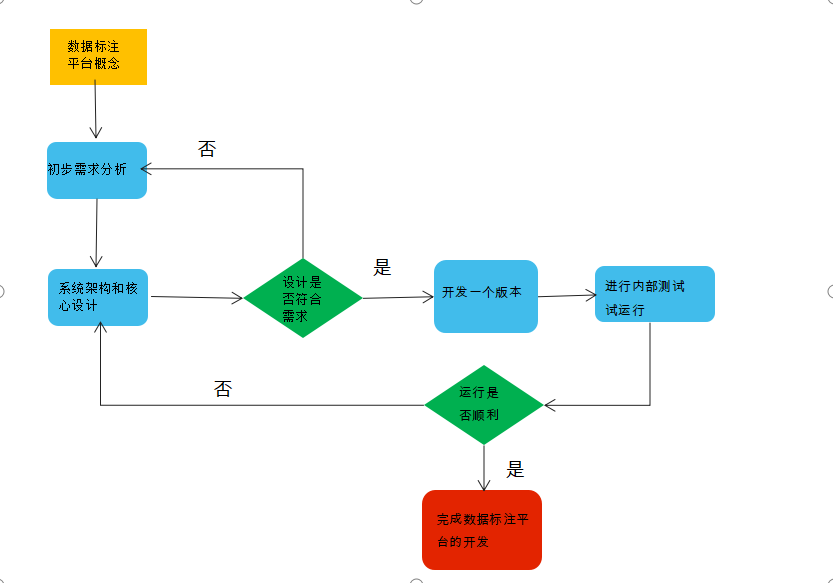 数据标注
平台概念
否
初步需求分析
是
设计是
否符合
需求
系统架构和核
心设计
开发一个版本
进行内部测试
试运行
否
运行是
否顺利
是
完成数据标注平
台的开发